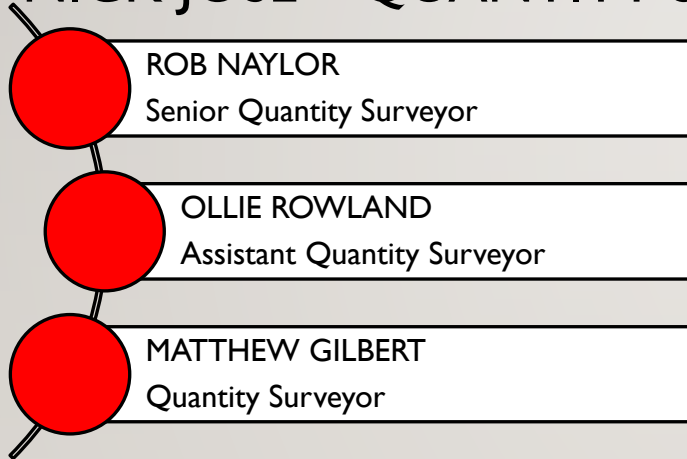 ROB NAYLOR
Senior Quantity Surveyor
OLLIE ROWLAND
Assistant Quantity Surveyor
MATTHEW GILBERT
Quantity Surveyor